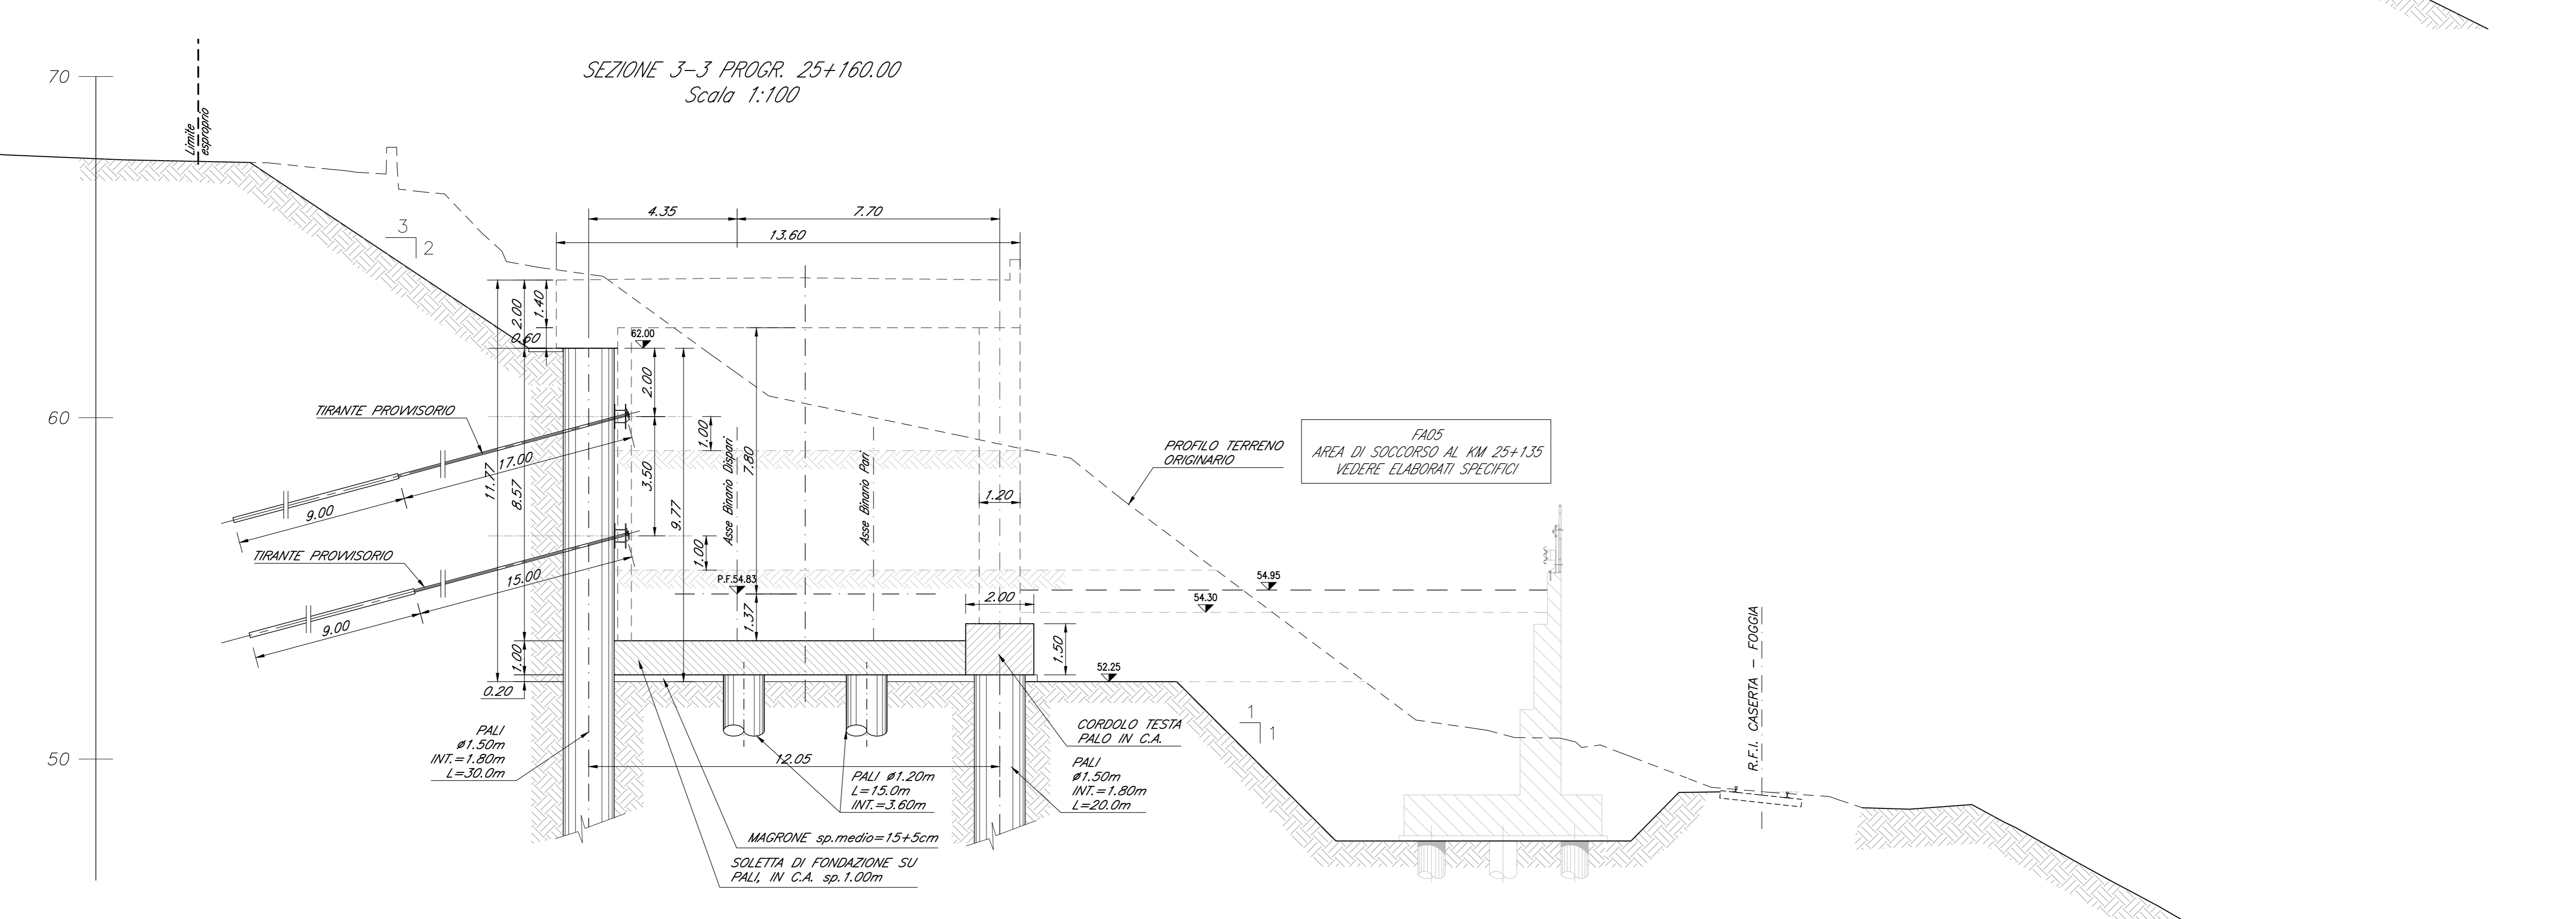 SEZIONE 3-3 PROGR. 25+160.00
Scala 1:100
70
60
50
Limite
esproprio
3
2
4.35
7.70
13.60
2.00
1.40
0.60
11.77
8.57
1.00
0.20
62.00
2.00
3.50
9.77
1.00
1.00
7.80
1.37
Asse Binario Dispari
Asse Binario Pari
P.F.54.83
1.20
2.00
1.50
TIRANTE PROVVISORIO
17.00
9.00
TIRANTE PROVVISORIO
15.00
9.00
PROFILO TERRENO
ORIGINARIO
FA05
AREA DI SOCCORSO AL KM 25+135
VEDERE ELABORATI SPECIFICI
54.95
54.30
52.25
1
1
R.F.I. CASERTA - FOGGIA
CORDOLO TESTA
PALO IN C.A.
PALI
ø1.50m
INT.=1.80m
L=30.0m
12.05
PALI ø1.20m
L=15.0m
INT.=3.60m
PALI
ø1.50m
INT.=1.80m
L=20.0m
MAGRONE sp.medio=15+5cm
SOLETTA DI FONDAZIONE SU
PALI, IN C.A. sp.1.00m